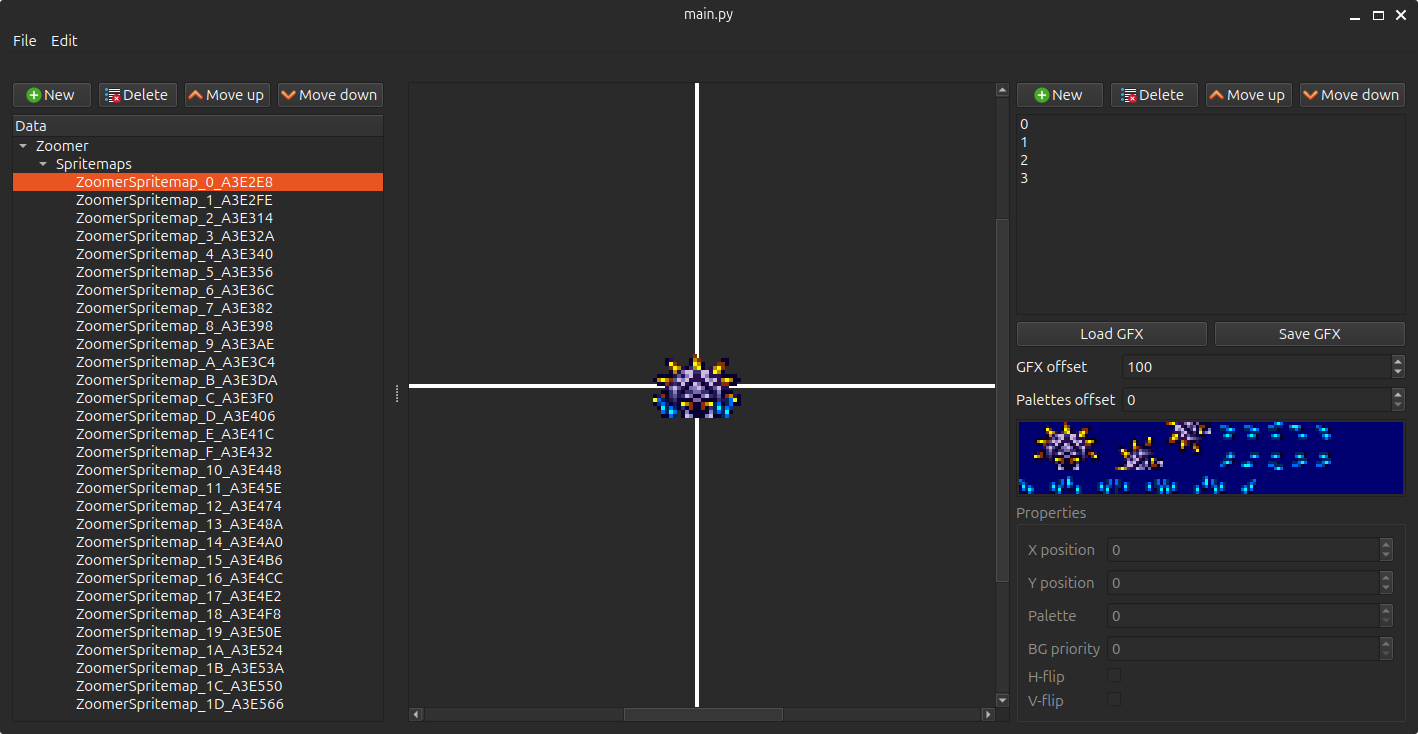 main.py
File Edit
New Delete Move up Move down
Data
Zoomer
Spritemaps
ZoomerSpritemap_0_A3E2E8
ZoomerSpritemap_1_A3E2FE
ZoomerSpritemap_2_A3E314
ZoomerSpritemap_3_A3E32A
ZoomerSpritemap_4_A3E340
ZoomerSpritemap_5_A3E356
ZoomerSpritemap_6_A3E36C
ZoomerSpritemap_7_A3E382
ZoomerSpritemap_8_A3E398
ZoomerSpritemap_9_A3E3AE
ZoomerSpritemap_A_A3E3C4
ZoomerSpritemap_B_A3E3DA
ZoomerSpritemap_C_A3E3F0
ZoomerSpritemap_D_A3E406
ZoomerSpritemap_E_A3E41C
ZoomerSpritemap_F_A3E432
ZoomerSpritemap_10_A3E448
ZoomerSpritemap_11_A3E45E
ZoomerSpritemap_12_A3E474
ZoomerSpritemap_13_A3E48A
ZoomerSpritemap_14_A3E4A0
ZoomerSpritemap_15_A3E4B6
ZoomerSpritemap_16_A3E4CC
ZoomerSpritemap_17_A3E4E2
ZoomerSpritemap_18_A3E4F8
ZoomerSpritemap_19_A3E50E
ZoomerSpritemap_1A_A3E524
ZoomerSpritemap_1B_A3E53A
ZoomerSpritemap_1C_A3E550
ZoomerSpritemap_1D_A3E566
New Delete Move up Move down
0
1
2
3
Load GFX Save GFX
GFX offset 100
Palettes offset 0
Properties
X position 0
Y position 0
Palette 0
BG priority 0
H-flip
V-flip